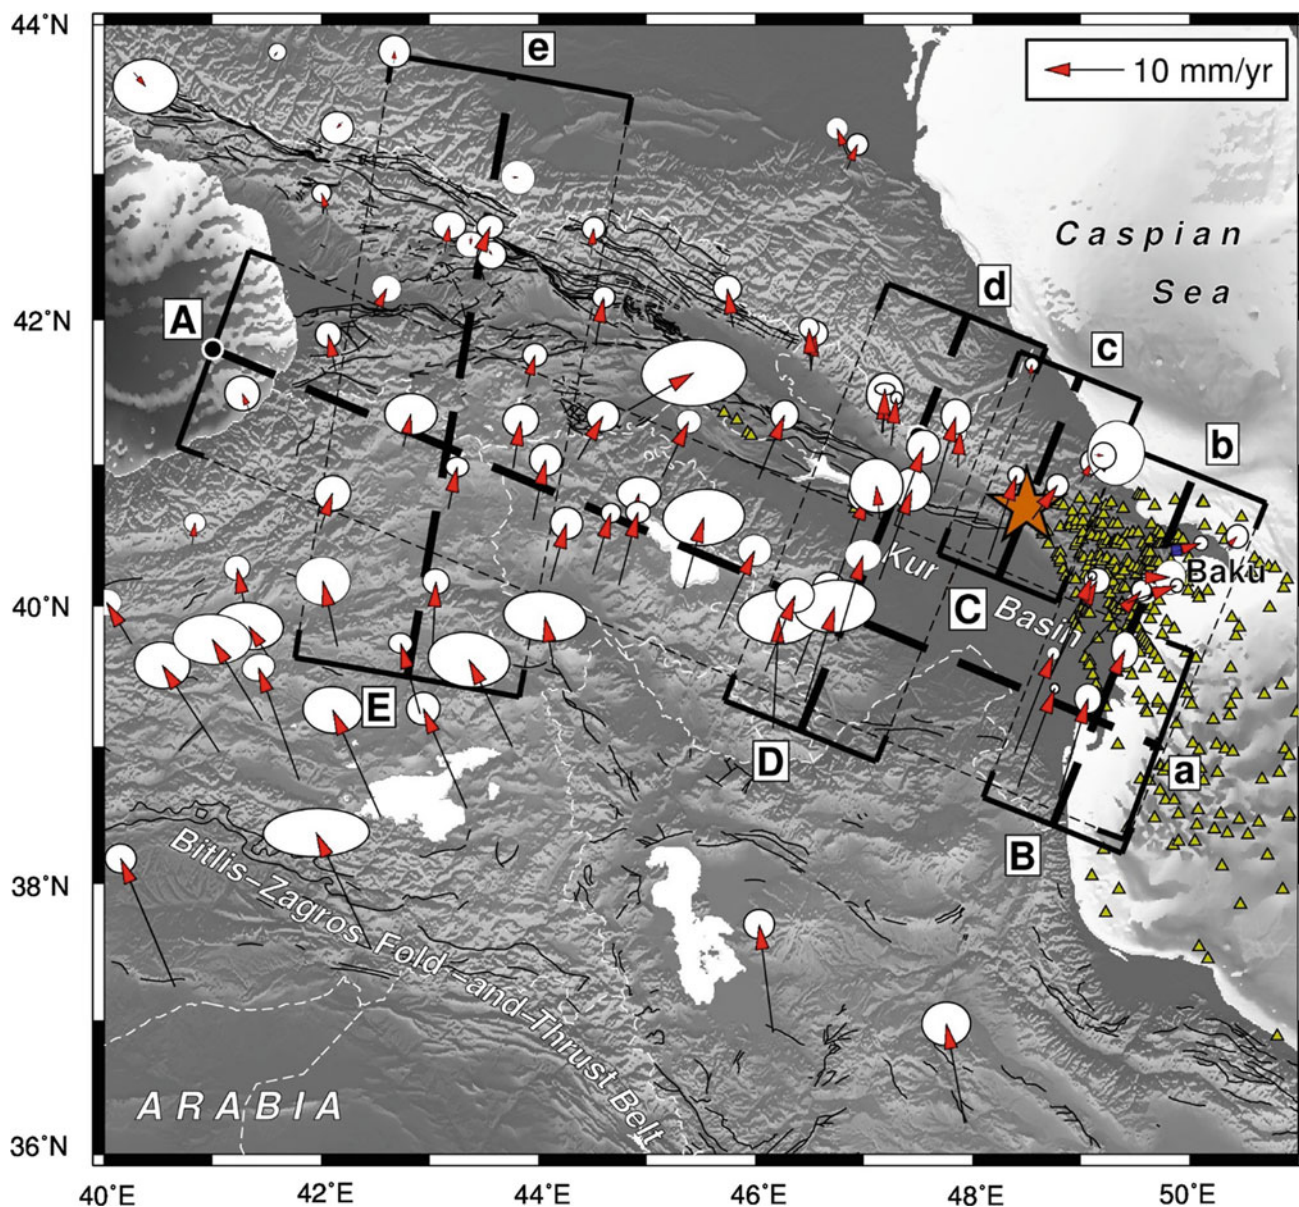 44°N
e
10 mm/yr
Caspian
Sea
d
A
42°N
c
b
Kur
Baku
40°N
C
Basin
E
D
a
B
38°N
Bitlis-Zagros Fold-and-Thrust Belt
ARABIA
36°N
40°E
42°E
44°E
46°E
48°E
50°E